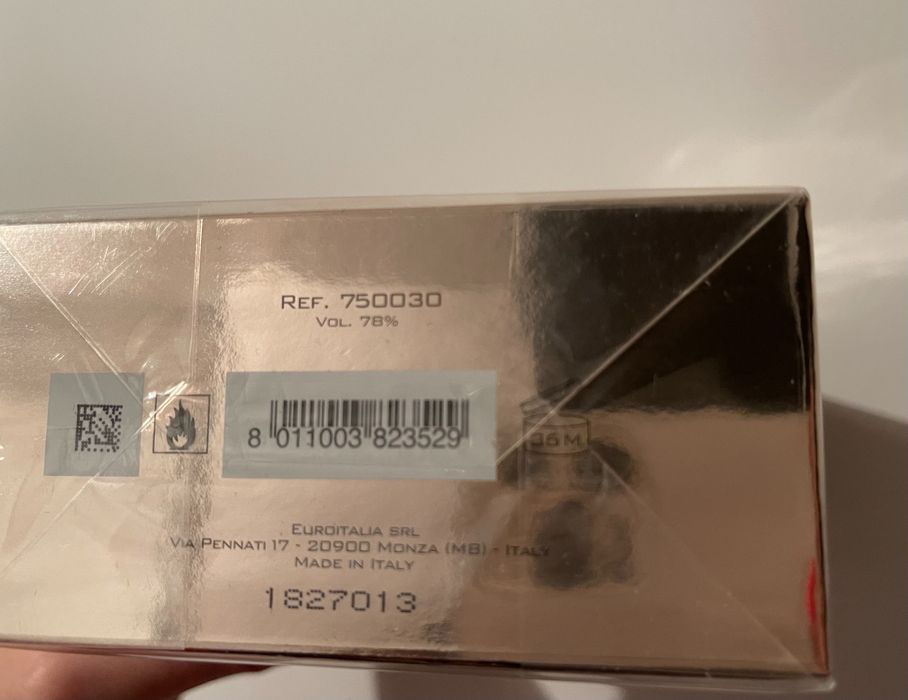 REF. 750030
VOL. 78%
8 011003 823529
36 M
EUROITALIA SRL
VIA PENNATI 17 - 20900 MONZA (MB) - ITALY
MADE IN ITALY
1827013